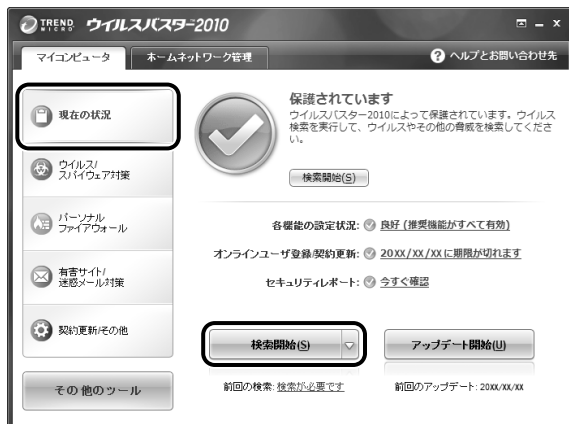 TREND MICRO ウイルスバスター2010
マイコンピュータ
ホームネットワーク管理
ヘルプとお問い合わせ先
現在の状況
ウイルス/
スパイウェア対策
パーソナル
ファイアウォール
有害サイト/
迷惑メール対策
契約更新/その他
その他のツール
保護されています
ウイルスバスター2010によって保護されています。ウイルス
検索を実行して、ウイルスやその他の脅威を検索してくださ
い。
検索開始(S)
各機能の設定状況: 良好 (推奨機能がすべて有効)
オンラインユーザ登録/契約更新: 20XX/XX/XXに期限が切れます
セキュリティレポート: 今すぐ確認
検索開始(S)
アップデート開始(U)
前回の検索: 検索が必要です
前回のアップデート: 20XX/XX/XX